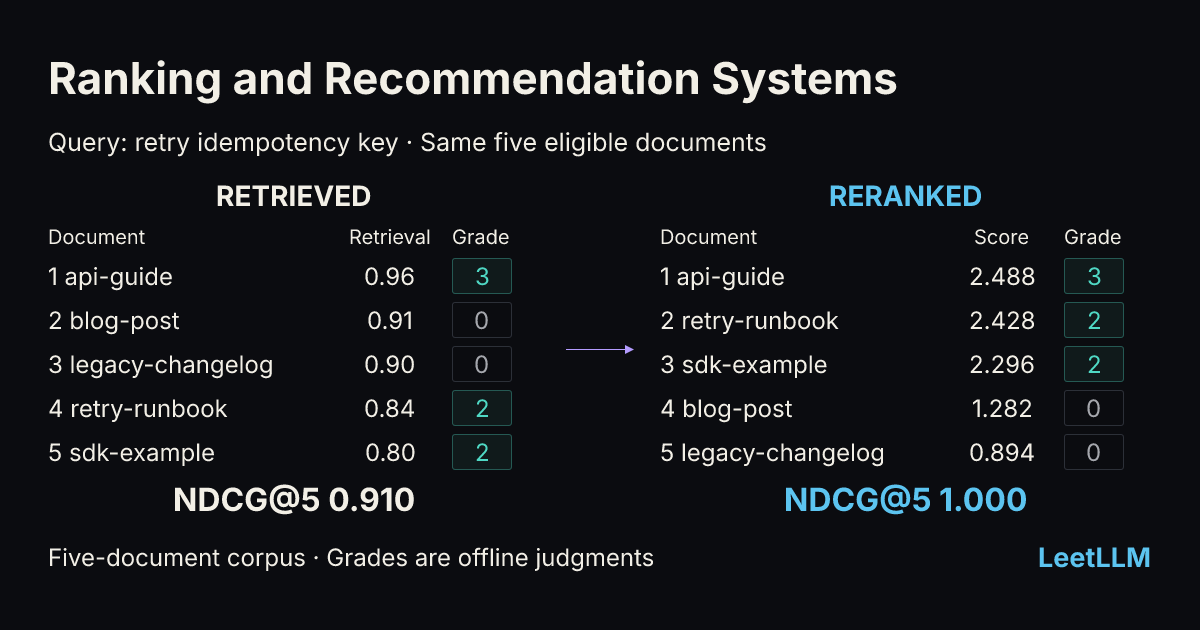 Ranking and Recommendation Systems
Query: retry idempotency key · Same five eligible documents
RETRIEVED
Document Retrieval Grade
1 api-guide 0.96 3
2 blog-post 0.91 0
3 legacy-changelog 0.90 0
4 retry-runbook 0.84 2
5 sdk-example 0.80 2
NDCG@5 0.910
RERANKED
Document Score Grade
1 api-guide 2.488 3
2 retry-runbook 2.428 2
3 sdk-example 2.296 2
4 blog-post 1.282 0
5 legacy-changelog 0.894 0
NDCG@5 1.000
Five-document corpus · Grades are offline judgments
LeetLLM